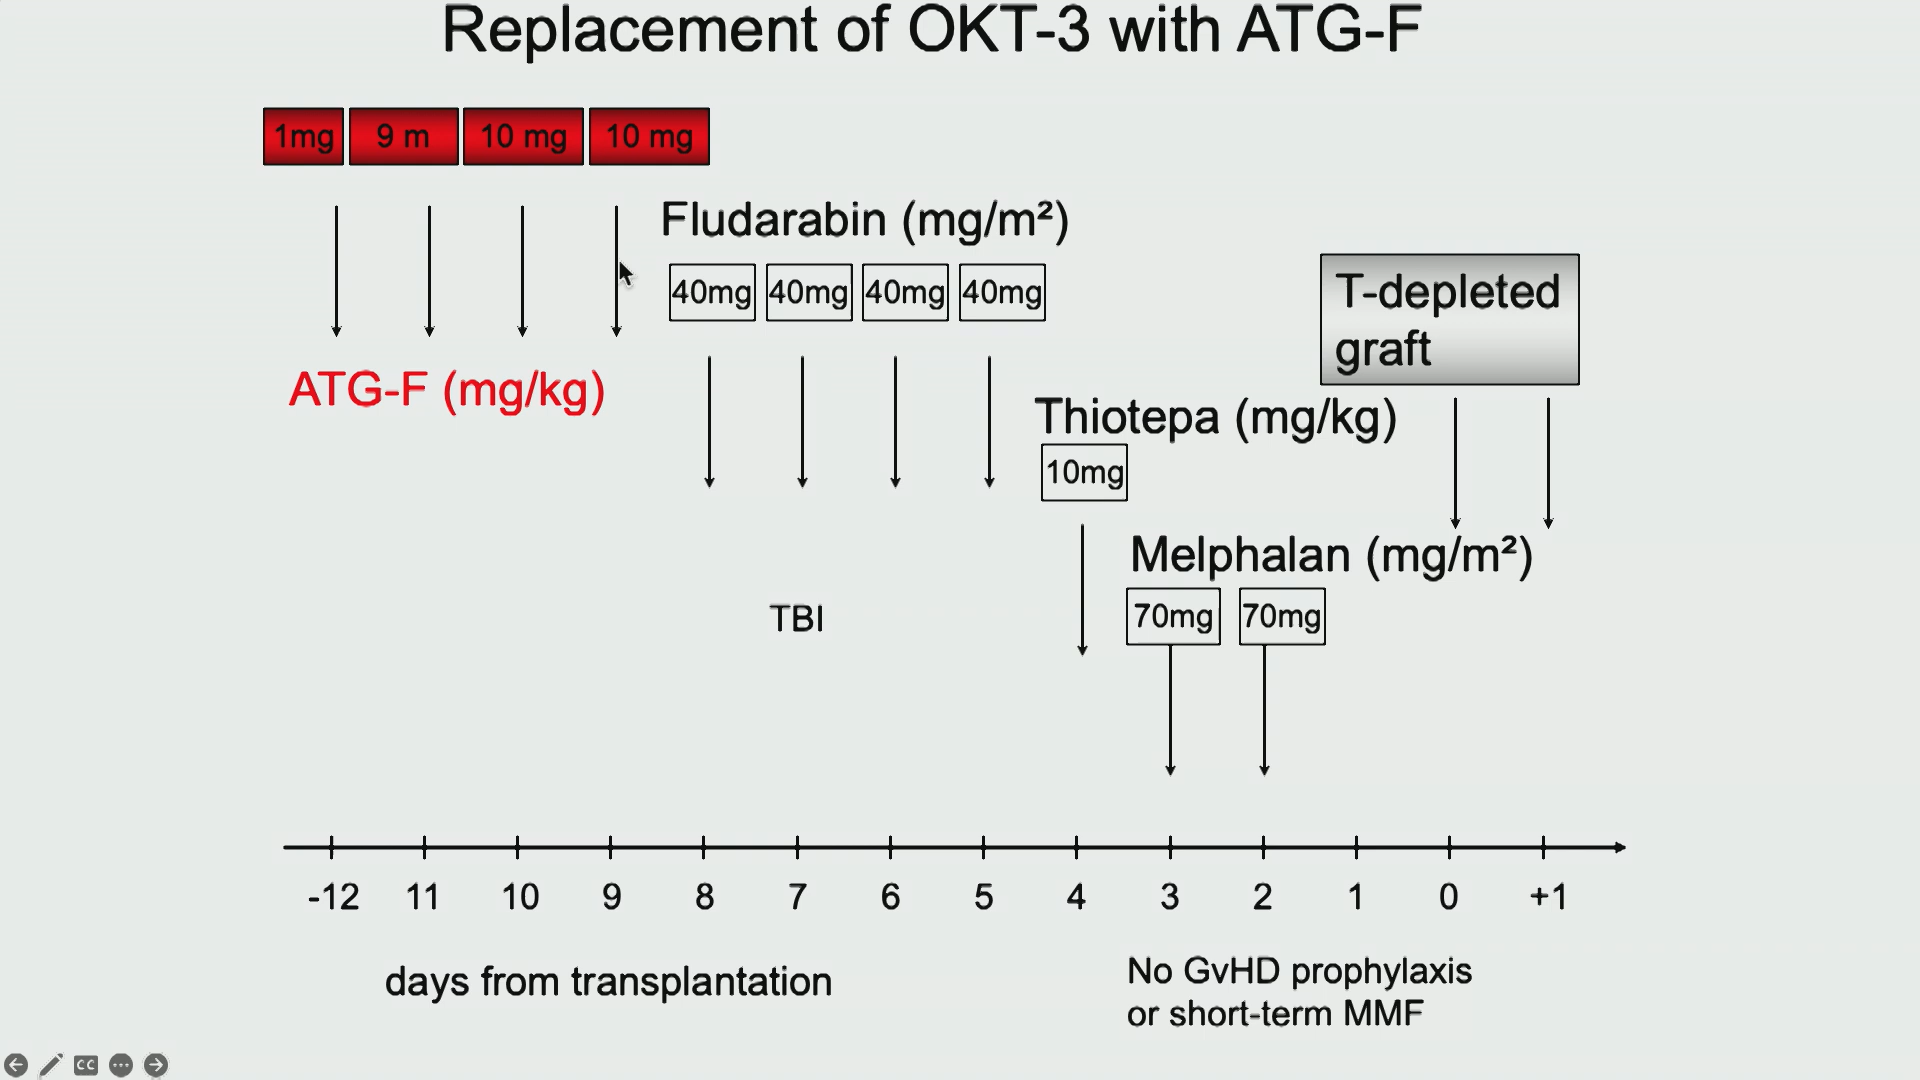 Replacement of OKT-3 with ATG-F
1mg 9 m 10 mg 10 mg
Fludarabin (mg/m²)
40mg 40mg 40mg 40mg
T-depleted
graft
ATG-F (mg/kg)
Thiotepa (mg/kg)
10mg
Melphalan (mg/m²)
70mg 70mg
TBI
-12 11 10 9 8 7 6 5 4 3 2 1 0 +1
days from transplantation
No GvHD prophylaxis
or short-term MMF
CC